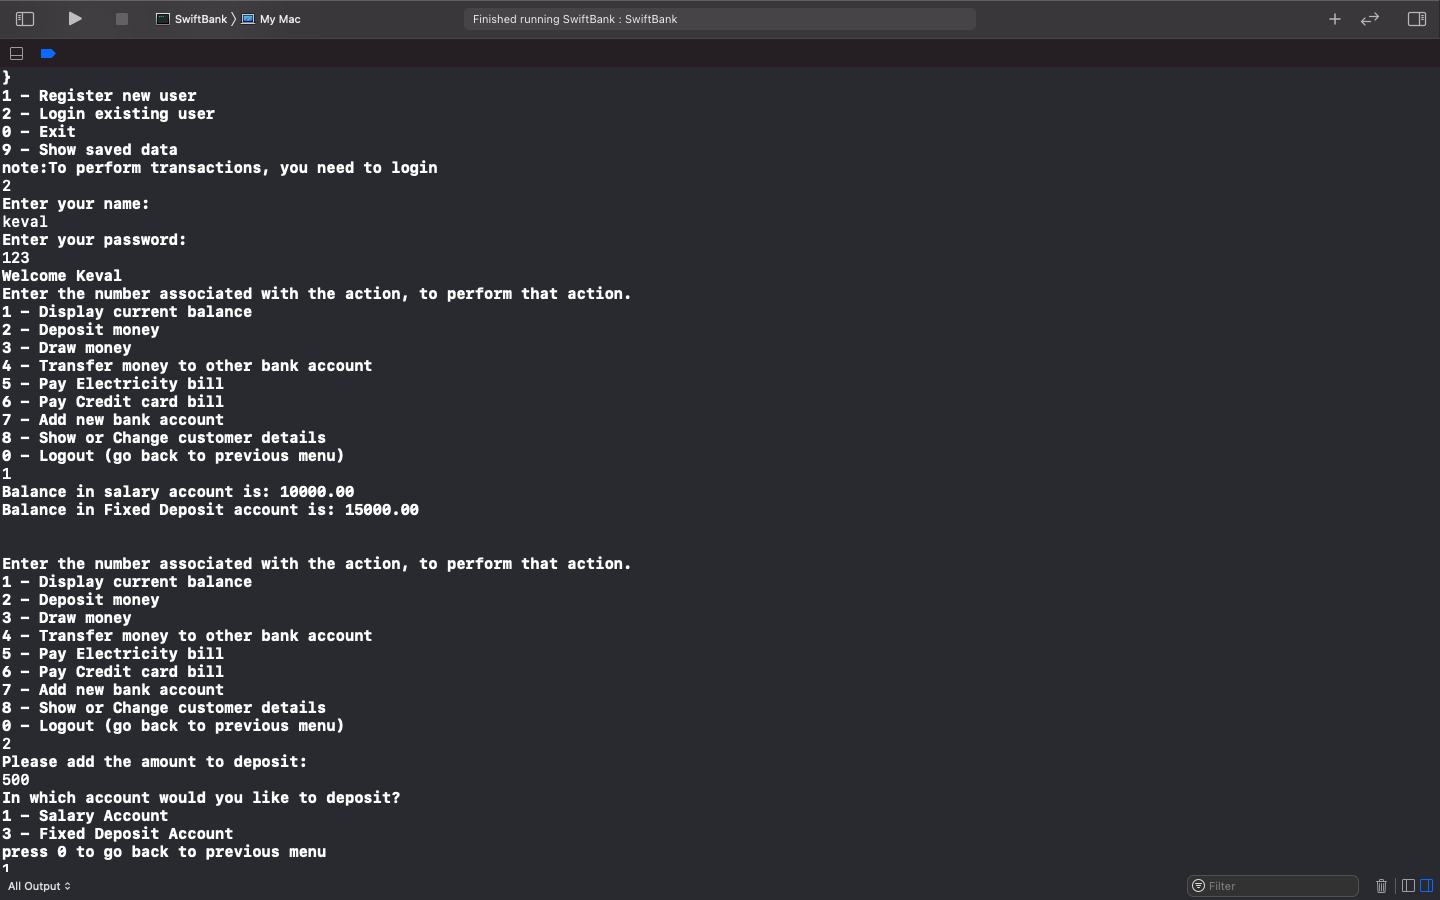 SwiftBank 〉 My Mac
Finished running SwiftBank : SwiftBank
}
1 – Register new user
2 – Login existing user
0 – Exit
9 – Show saved data
note:To perform transactions, you need to login
2
Enter your name:
keval
Enter your password:
123
Welcome Keval
Enter the number associated with the action, to perform that action.
1 – Display current balance
2 – Deposit money
3 – Draw money
4 – Transfer money to other bank account
5 – Pay Electricity bill
6 – Pay Credit card bill
7 – Add new bank account
8 – Show or Change customer details
0 – Logout (go back to previous menu)
1
Balance in salary account is: 10000.00
Balance in Fixed Deposit account is: 15000.00
Enter the number associated with the action, to perform that action.
1 – Display current balance
2 – Deposit money
3 – Draw money
4 – Transfer money to other bank account
5 – Pay Electricity bill
6 – Pay Credit card bill
7 – Add new bank account
8 – Show or Change customer details
0 – Logout (go back to previous menu)
2
Please add the amount to deposit:
500
In which account would you like to deposit?
1 – Salary Account
3 – Fixed Deposit Account
press 0 to go back to previous menu
1
All Output
Filter